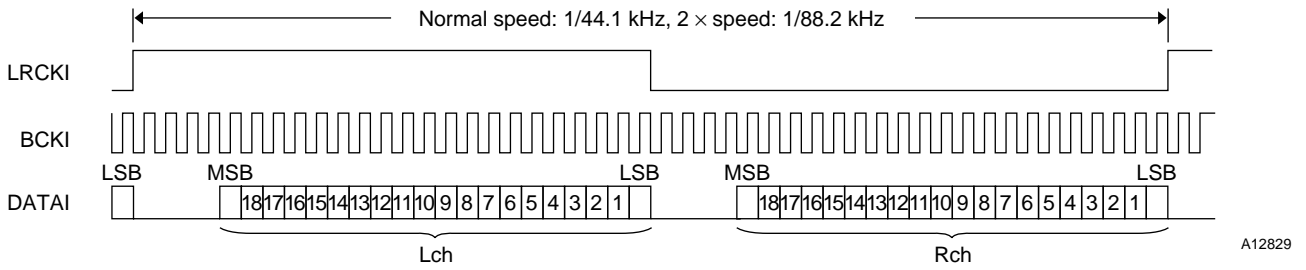 Normal speed: 1/44.1 kHz, 2 × speed: 1/88.2 kHz
LRCKI
BCKI
LSB MSB LSB MSB LSB
DATAI 18 17 16 15 14 13 12 11 10 9 8 7 6 5 4 3 2 1 18 17 16 15 14 13 12 11 10 9 8 7 6 5 4 3 2 1
Lch Rch
A12829